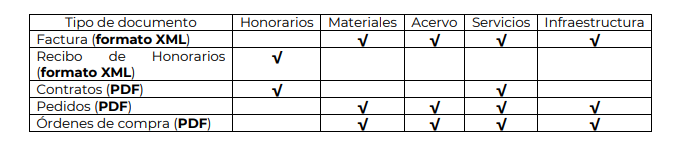 Tipo de documento Honorarios Materiales Acervo Servicios Infraestructura
Factura (formato XML) √ √ √ √
Recibo de Honorarios √
(formato XML)
Contratos (PDF) √ √
Pedidos (PDF) √ √ √ √
Órdenes de compra (PDF) √ √ √ √